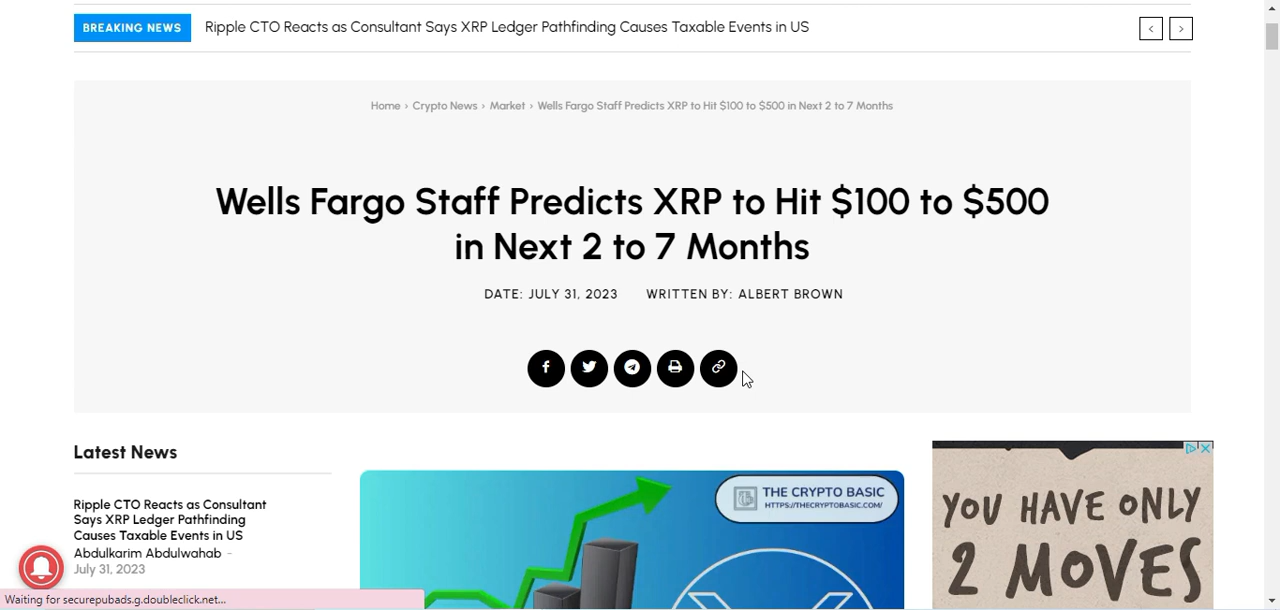 BREAKING NEWS
Ripple CTO Reacts as Consultant Says XRP Ledger Pathfinding Causes Taxable Events in US
Home › Crypto News › Market › Wells Fargo Staff Predicts XRP to Hit $100 to $500 in Next 2 to 7 Months
Wells Fargo Staff Predicts XRP to Hit $100 to $500
in Next 2 to 7 Months
DATE: JULY 31, 2023 WRITTEN BY: ALBERT BROWN
Latest News
Ripple CTO Reacts as Consultant
Says XRP Ledger Pathfinding
Causes Taxable Events in US
Abdulkarim Abdulwahab -
July 31, 2023
THE CRYPTO BASIC
HTTPS://THECRYPTOBASIC.COM/
YOU HAVE ONLY
2 MOVES
Waiting for securepubads.g.doubleclick.net...